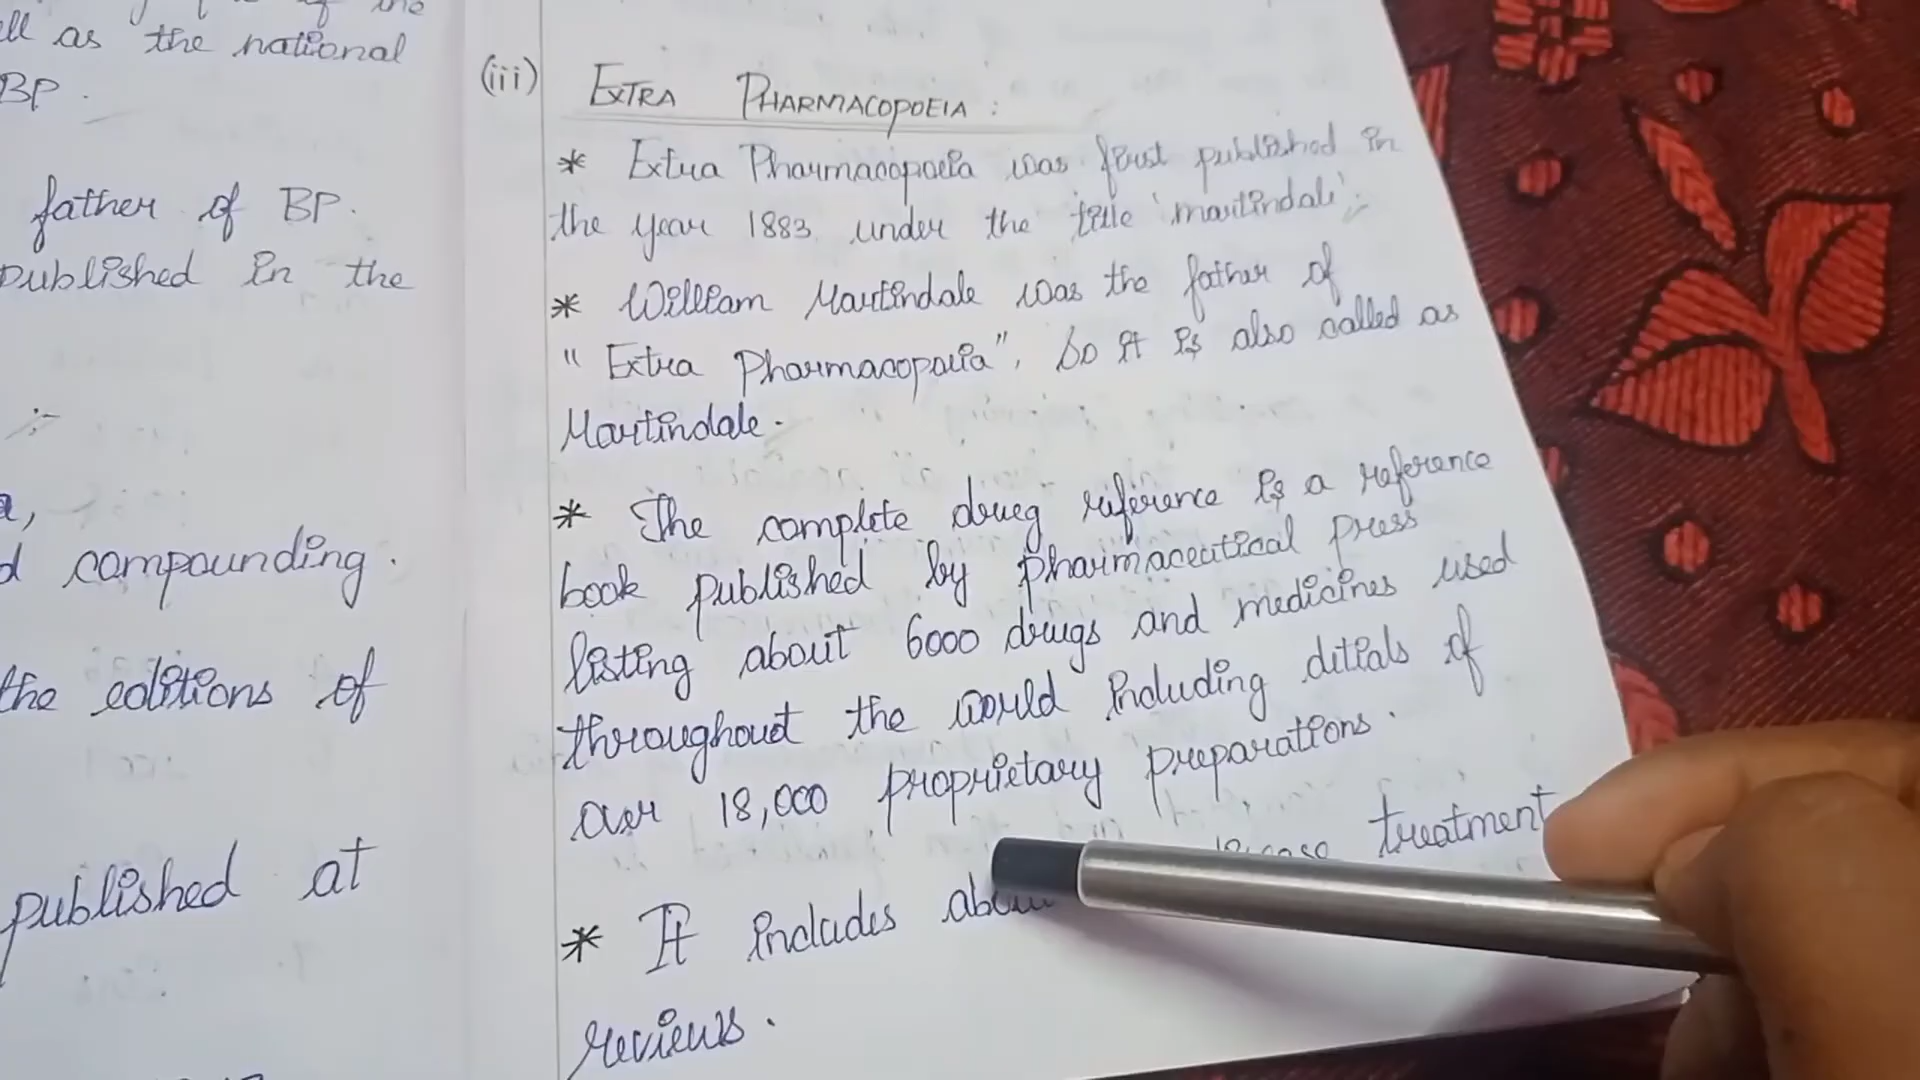 ell as the national
BP.
father of BP.
published in the
d compounding.
the editions of
published at
(iii) EXTRA PHARMACOPOEIA:
* Extra Pharmacopoeia was first published in
the year 1883 under the title 'martindale'.
* William Martindale was the father of
" Extra Pharmacopoeia", So it is also called as
Martindale.
* The complete drug reference is a reference
book published by pharmaceutical press
listing about 6000 drugs and medicines used
throughout the world including ditials of
over 18,000 proprietary preparations.
* It includes treatment
reviews.